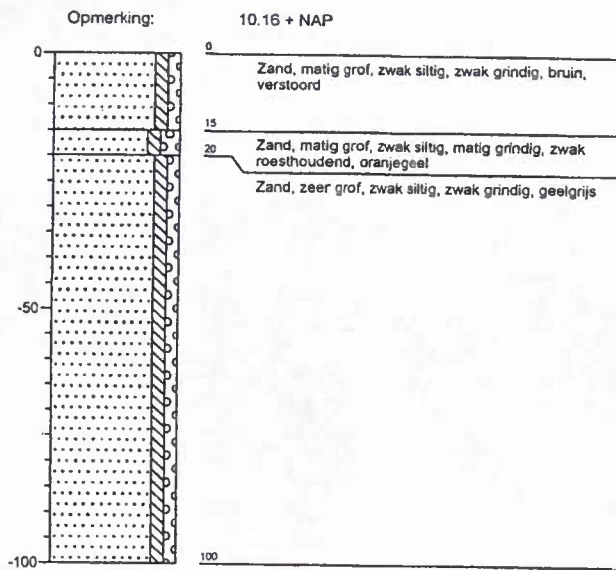 Opmerking: 10.16 + NAP
0
0
Zand, matig grof, zwak siltig, zwak grindig, bruin,
verstoord
15
Zand, matig grof, zwak siltig, matig grindig, zwak
20
roesthoudend, oranjegeel
Zand, zeer grof, zwak siltig, zwak grindig, geelgrijs
-50
100
-100